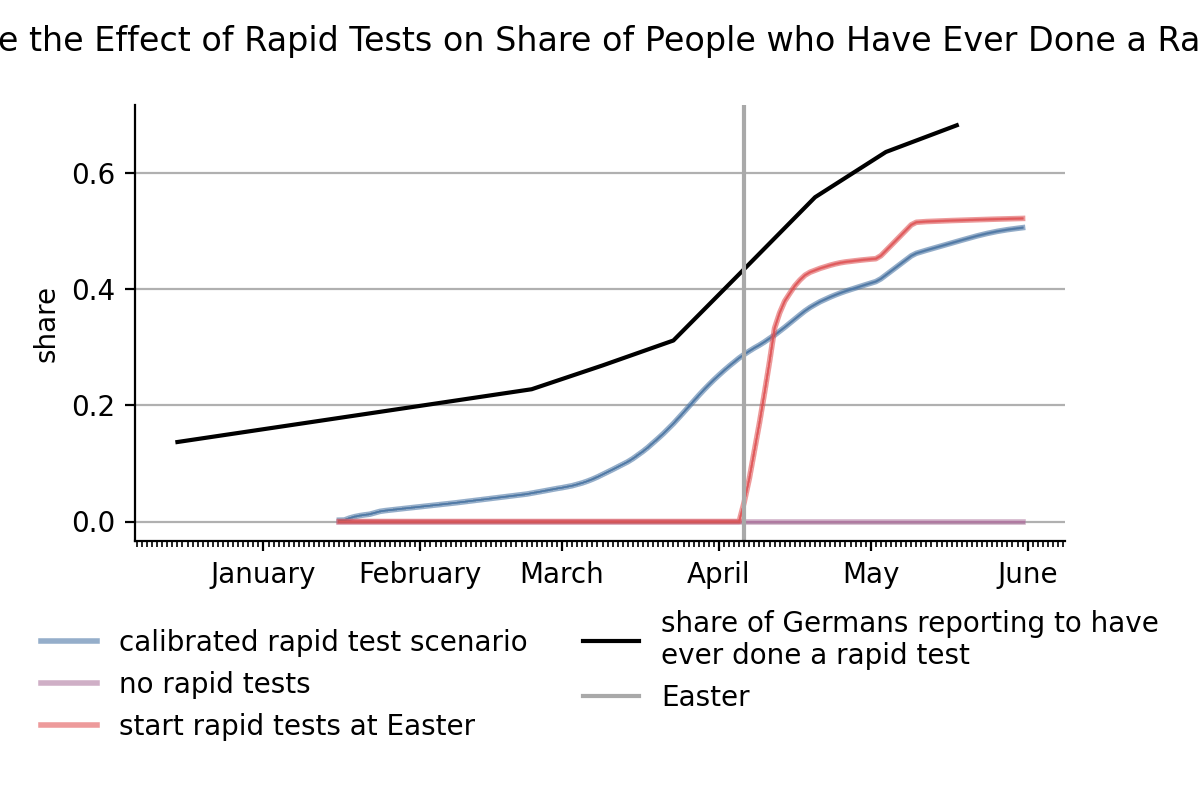 the Effect of Rapid Tests on Share of People who Have Ever Done a
0.6
0.4
0.2
0.0
share
January February March April May June
calibrated rapid test scenario
no rapid tests
start rapid tests at Easter
share of Germans reporting to have
ever done a rapid test
Easter